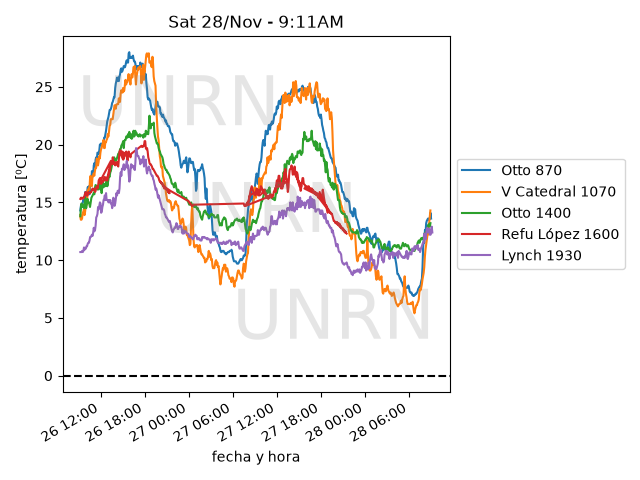 Sat 28/Nov - 9:11AM
UNRN
UNRN
UNRN
temperatura [ºC]
25
20
15
10
5
0
26 12:00
26 18:00
27 00:00
27 06:00
27 12:00
27 18:00
28 00:00
28 06:00
fecha y hora
Otto 870
V Catedral 1070
Otto 1400
Refu López 1600
Lynch 1930